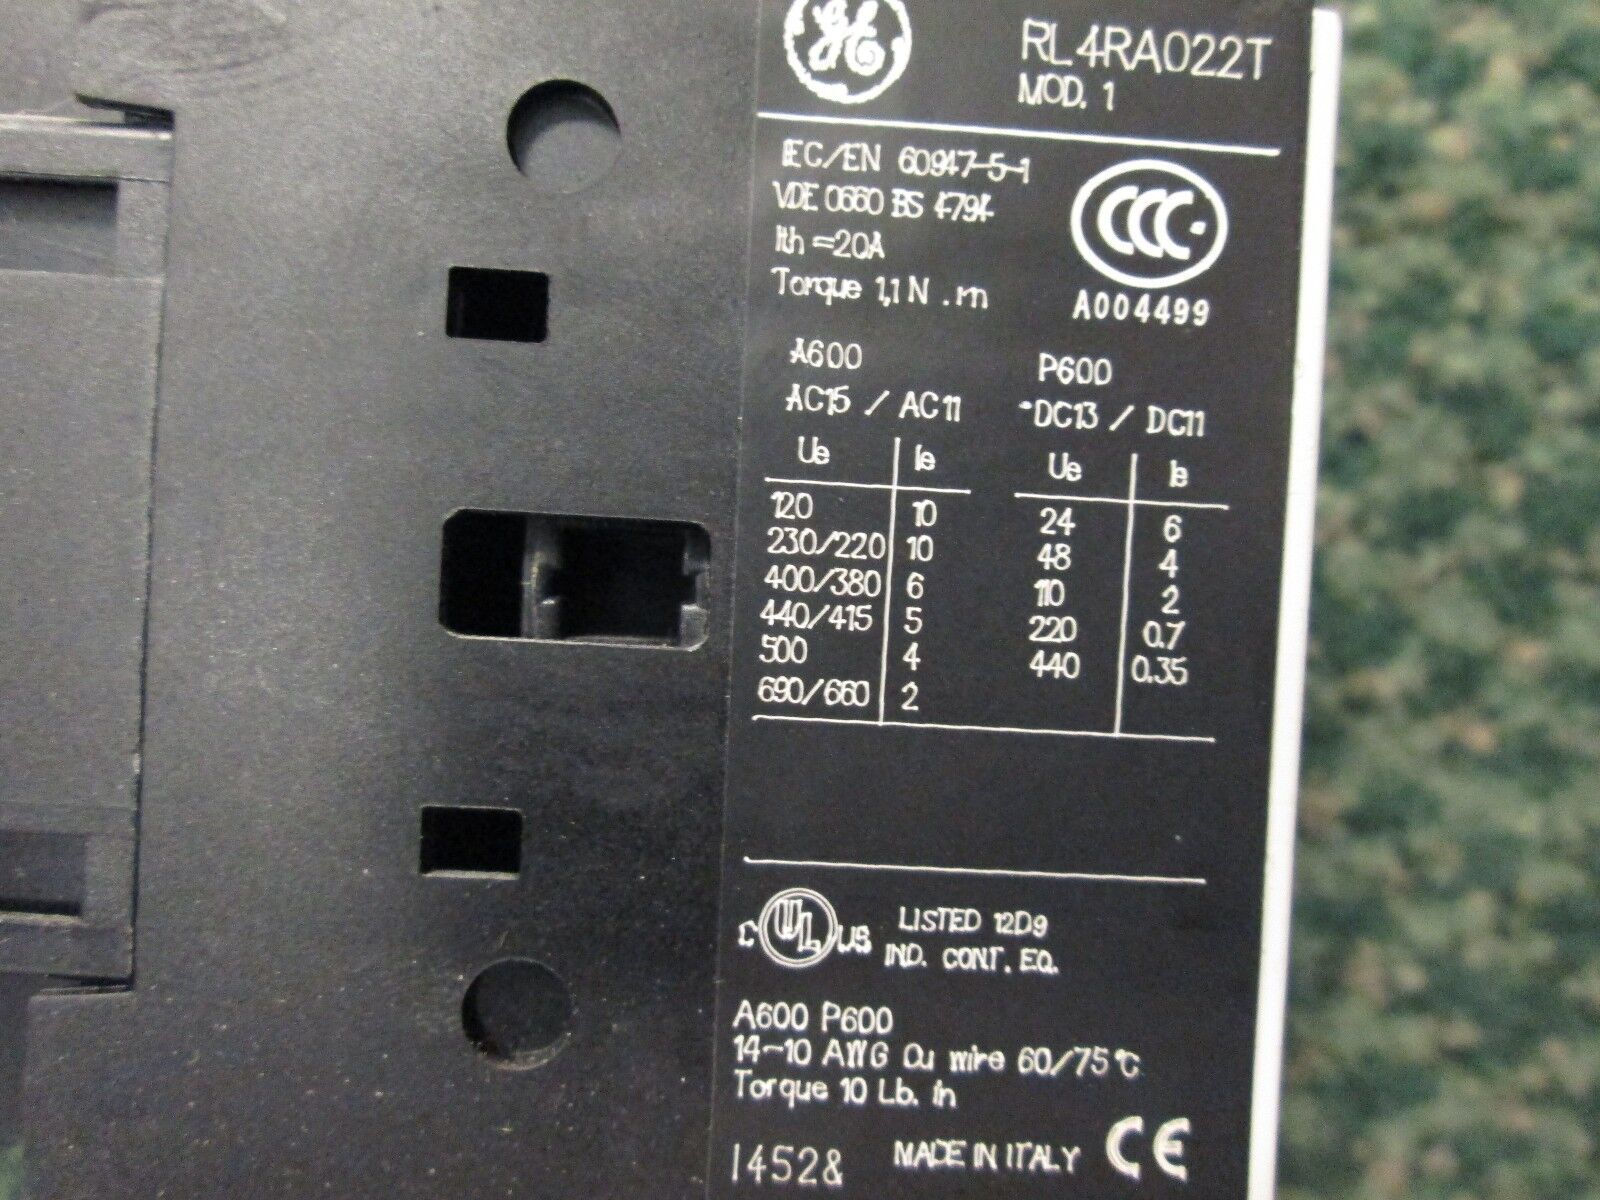 GE
RL4RA022T
MOD. 1
IEC/EN 60947-5-1
VDE 0660 BS 4794
Ith =20A
Torque 1,1 N . m
CCC
A004499
A600 P600
AC15 / AC11 DC13 / DC11
Ue Ie Ue Ie
120 10 24 6
230/220 10 48 4
400/380 6 110 2
440/415 5 220 0.7
500 4 440 0.35
690/660 2
C UL US LISTED 12D9
IND. CONT. EQ.
A600 P600
14-10 AWG Cu wire 60/75°C
Torque 10 Lb. in
MADE IN ITALY CE